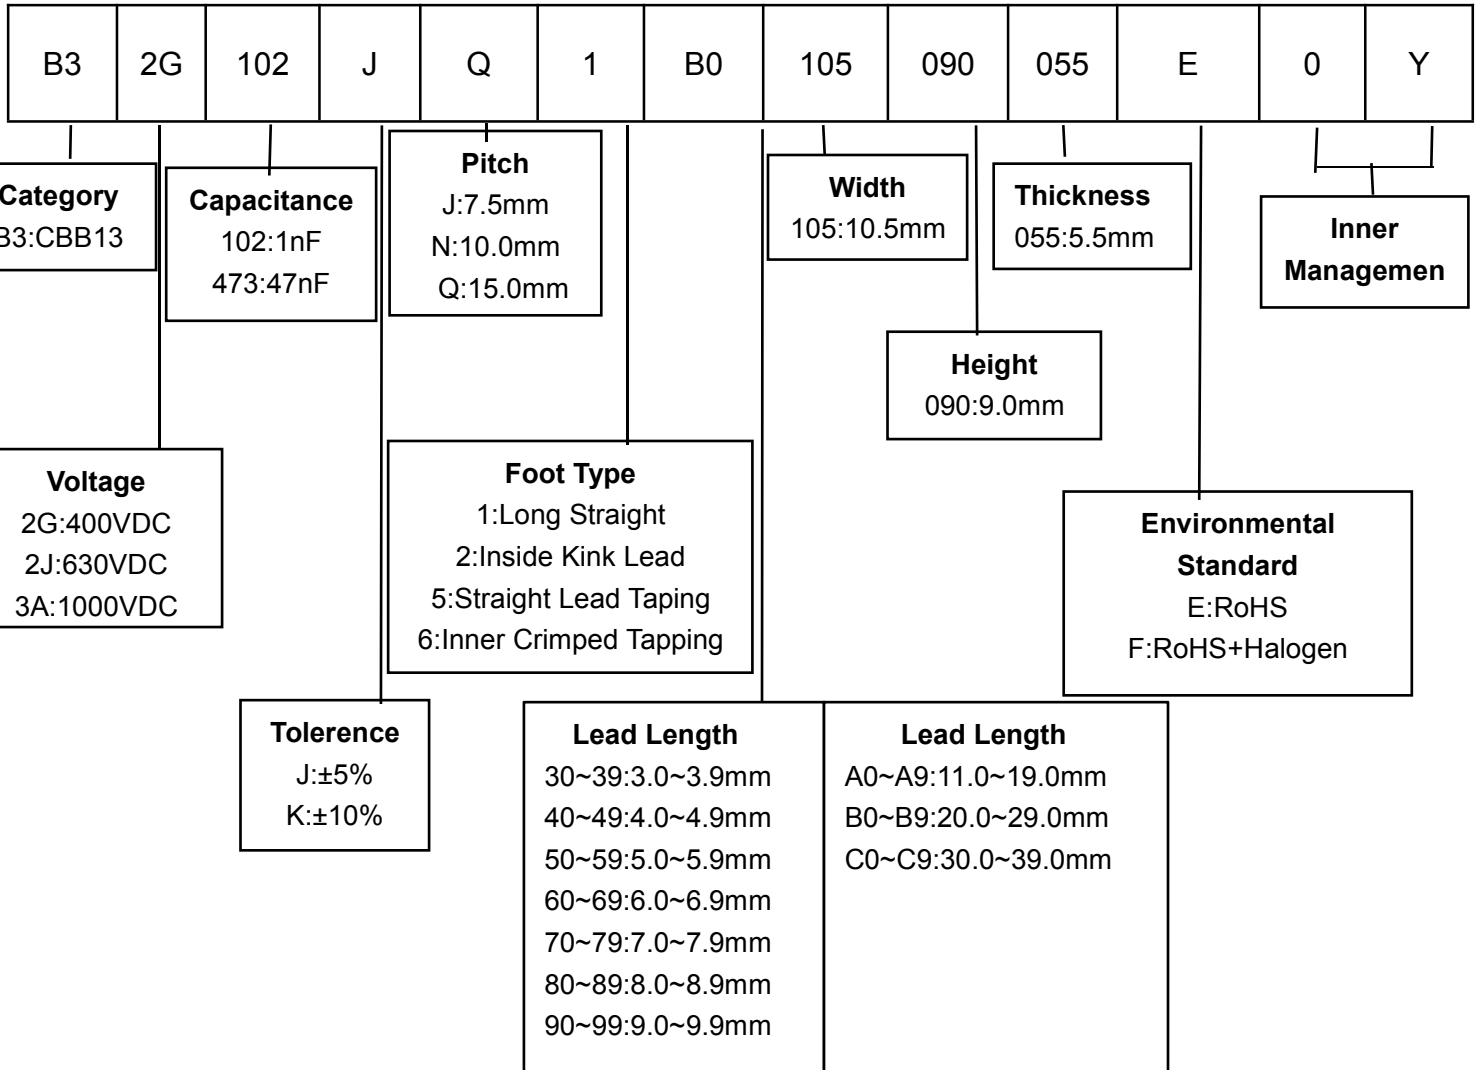 B3 2G 102 J Q 1 B0 105 090 055 E 0 Y
Category
B3:CBB13
Capacitance
102:1nF
473:47nF
Pitch
J:7.5mm
N:10.0mm
Q:15.0mm
Width
105:10.5mm
Thickness
055:5.5mm
Inner
Managemen
Height
090:9.0mm
Voltage
2G:400VDC
2J:630VDC
3A:1000VDC
Foot Type
1:Long Straight
2:Inside Kink Lead
5:Straight Lead Taping
6:Inner Crimped Tapping
Environmental
Standard
E:RoHS
F:RoHS+Halogen
Tolerence
J:±5%
K:±10%
Lead Length
30~39:3.0~3.9mm
40~49:4.0~4.9mm
50~59:5.0~5.9mm
60~69:6.0~6.9mm
70~79:7.0~7.9mm
80~89:8.0~8.9mm
90~99:9.0~9.9mm
Lead Length
A0~A9:11.0~19.0mm
B0~B9:20.0~29.0mm
C0~C9:30.0~39.0mm